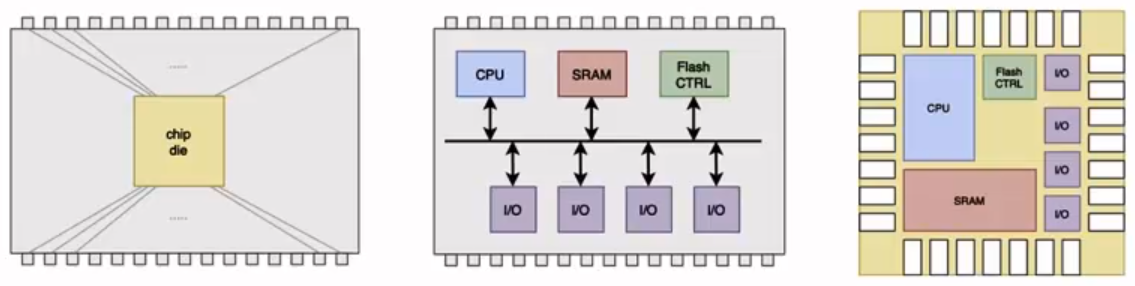 .....
chip
die
.....
CPU
SRAM
Flash
CTRL
I/O
I/O
I/O
I/O
CPU
Flash
CTRL
I/O
I/O
I/O
SRAM
I/O